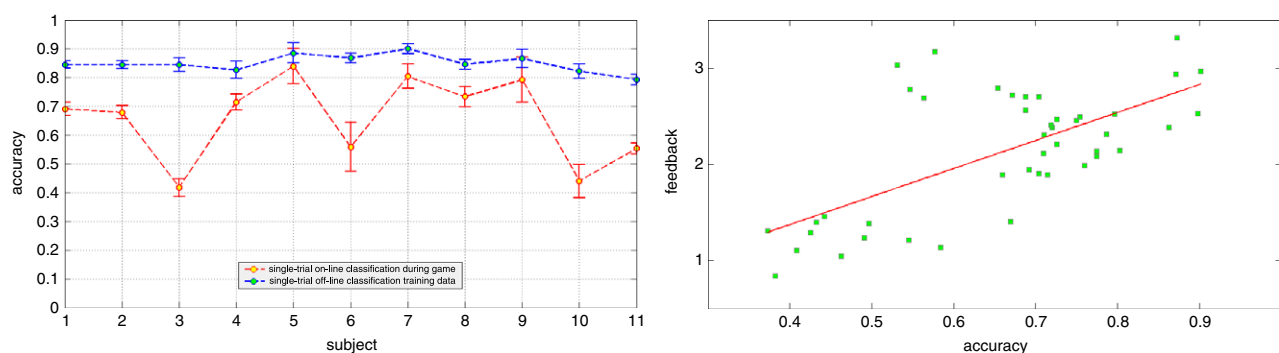 1
0.9
0.8
0.7
0.6
0.5
0.4
0.3
0.2
0.1
0
accuracy
single-trial on-line classification during game
single-trial off-line classification training data
1 2 3 4 5 6 7 8 9 10 11
subject
3
2
1
feedback
0.4 0.5 0.6 0.7 0.8 0.9
accuracy